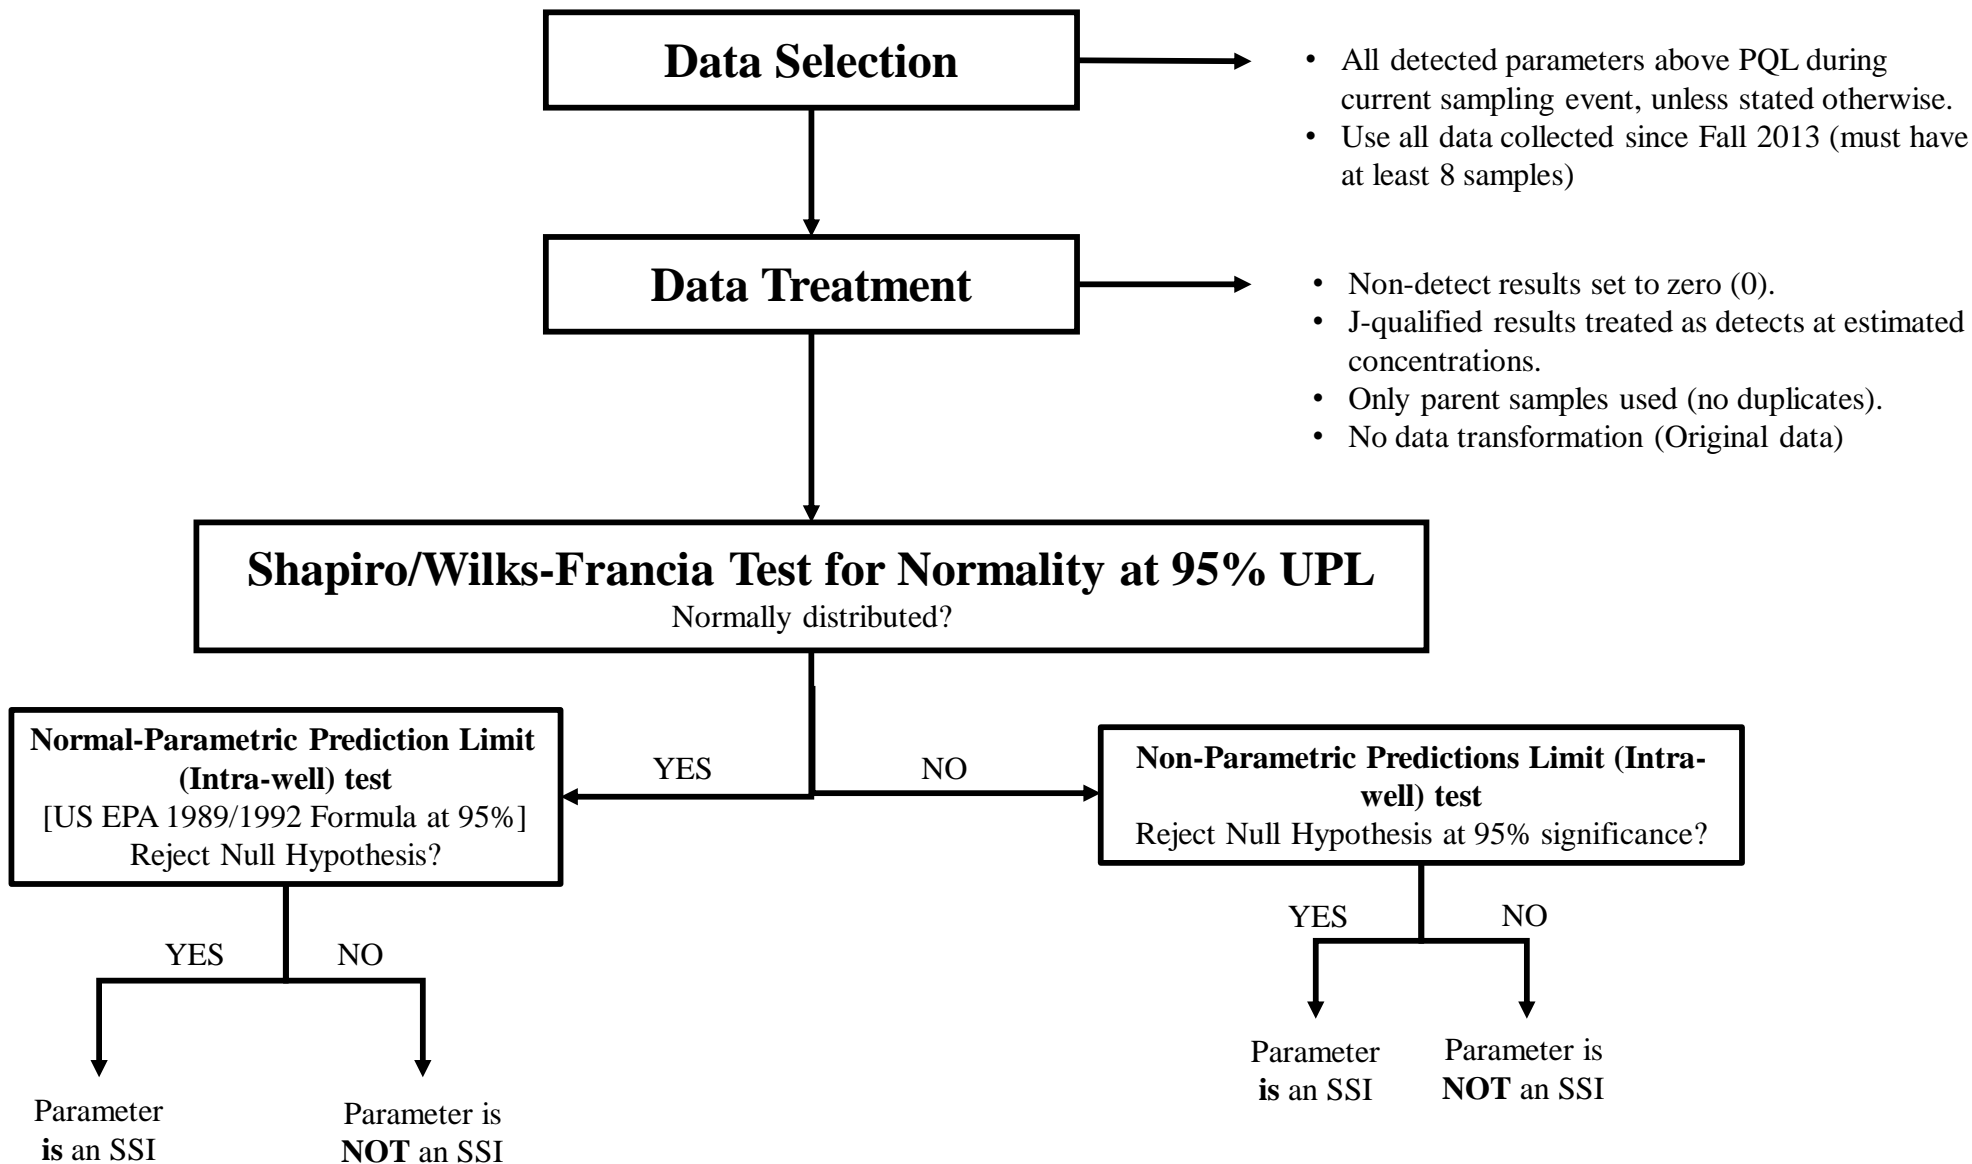 Data Selection
• All detected parameters above PQL during
current sampling event, unless stated otherwise.
• Use all data collected since Fall 2013 (must have
at least 8 samples)
Data Treatment
• Non-detect results set to zero (0).
• J-qualified results treated as detects at estimated
concentrations.
• Only parent samples used (no duplicates).
• No data transformation (Original data)
Shapiro/Wilks-Francia Test for Normality at 95% UPL
Normally distributed?
YES
NO
Normal-Parametric Prediction Limit
(Intra-well) test
[US EPA 1989/1992 Formula at 95%]
Reject Null Hypothesis?
YES
NO
Parameter
is an SSI
Parameter is
NOT an SSI
Non-Parametric Predictions Limit (Intra-
well) test
Reject Null Hypothesis at 95% significance?
YES
NO
Parameter
is an SSI
Parameter is
NOT an SSI